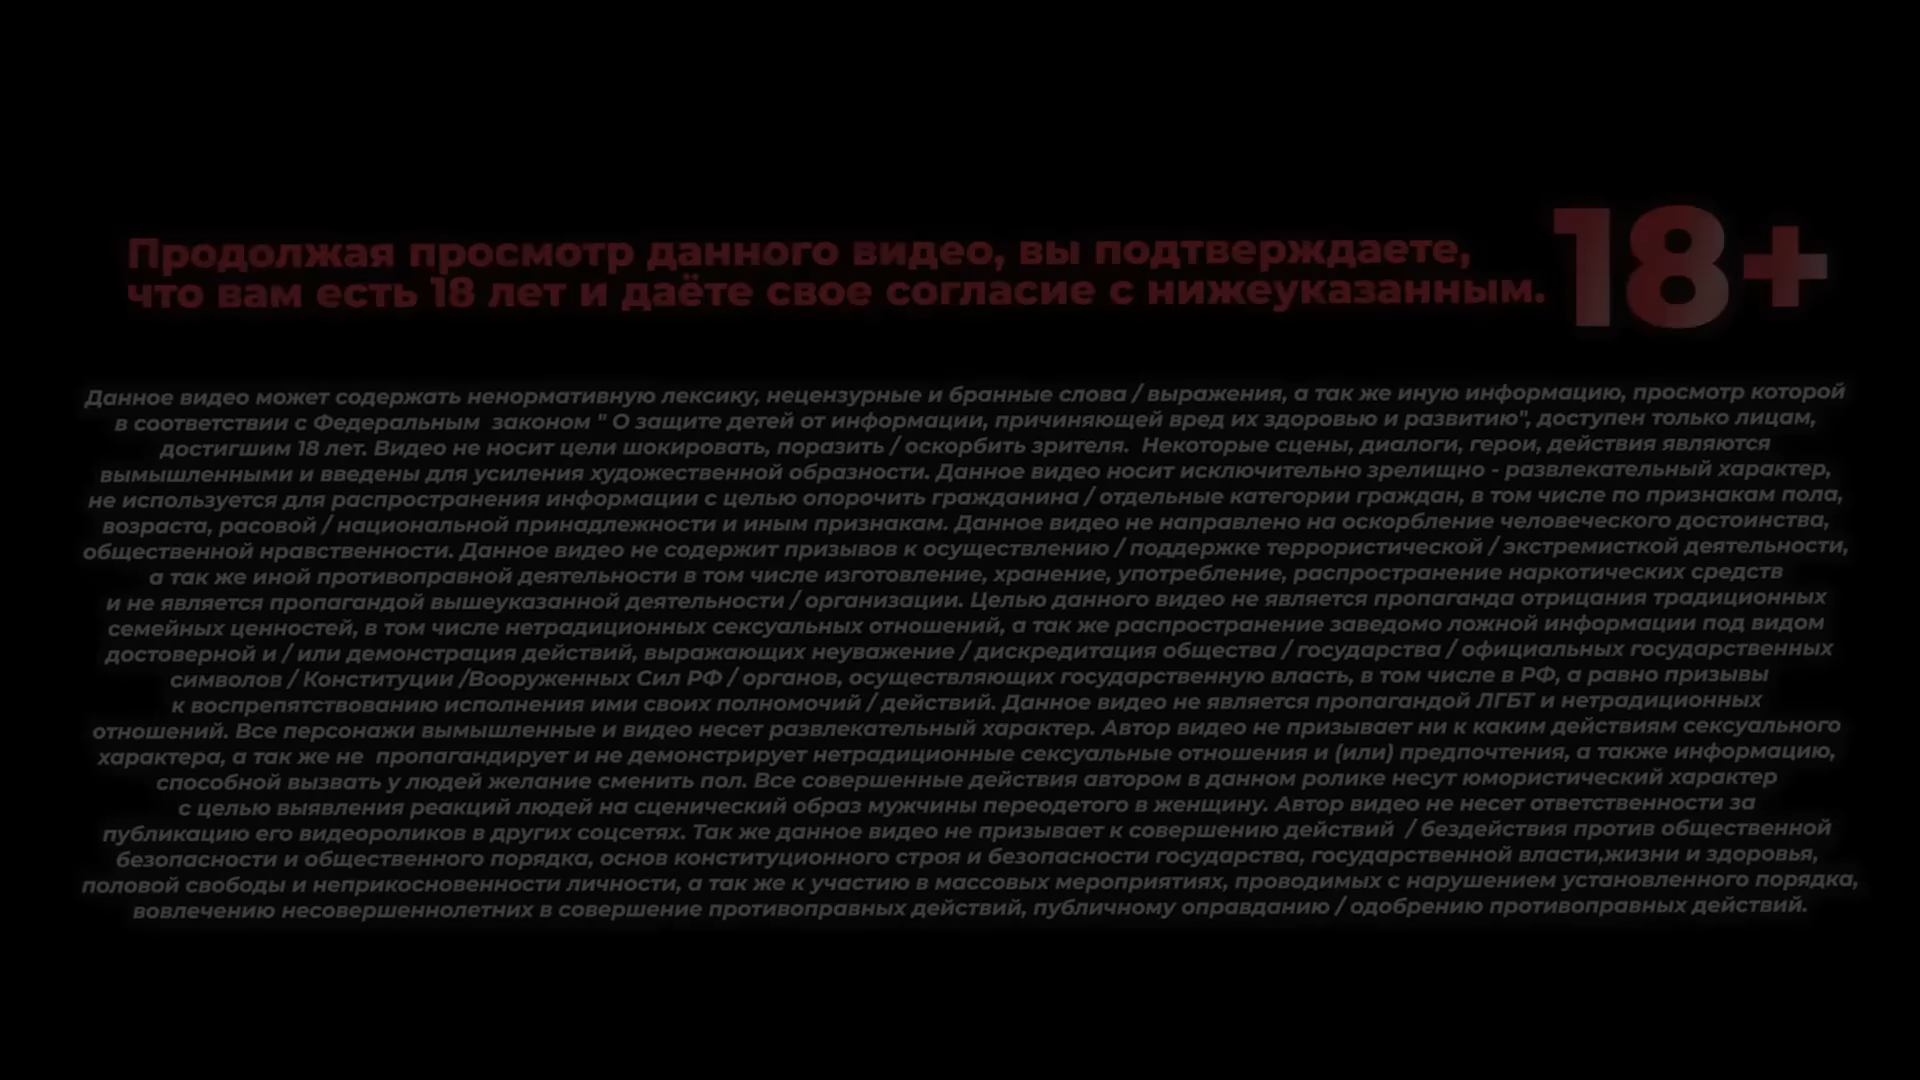 Продолжая просмотр данного видео, вы подтверждаете,
что вам есть 18 лет и даёте свое согласие с нижеуказанным.
18+
Данное видео может содержать ненормативную лексику, нецензурные и бранные слова / выражения, а так же иную информацию, просмотр которой
в соответствии с Федеральным законом " О защите детей от информации, причиняющей вред их здоровью и развитию", доступен только лицам,
достигшим 18 лет. Видео не носит цели шокировать, поразить / оскорбить зрителя. Некоторые сцены, диалоги, герои, действия являются
вымышленными и введены для усиления художественной образности. Данное видео носит исключительно зрелищно - развлекательный характер,
не используется для распространения информации с целью опорочить гражданина / отдельные категории граждан, в том числе по признакам пола,
возраста, расовой / национальной принадлежности и иным признакам. Данное видео не направлено на оскорбление человеческого достоинства,
общественной нравственности. Данное видео не содержит призывов к осуществлению / поддержке террористической / экстремисткой деятельности,
а так же иной противоправной деятельности в том числе изготовление, хранение, употребление, распространение наркотических средств
и не является пропагандой вышеуказанной деятельности / организации. Целью данного видео не является пропаганда отрицания традиционных
семейных ценностей, в том числе нетрадиционных сексуальных отношений, а так же распространение заведомо ложной информации под видом
достоверной и / или демонстрация действий, выражающих неуважение / дискредитация общества / государства / официальных государственных
символов / Конституции /Вооруженных Сил РФ / органов, осуществляющих государственную власть, в том числе в РФ, а равно призывы
к воспрепятствованию исполнения ими своих полномочий / действий. Данное видео не является пропагандой ЛГБТ и нетрадиционных
отношений. Все персонажи вымышленные и видео несет развлекательный характер. Автор видео не призывает ни к каким действиям сексуального
характера, а так же не пропагандирует и не демонстрирует нетрадиционные сексуальные отношения и (или) предпочтения, а также информацию,
способной вызвать у людей желание сменить пол. Все совершенные действия автором в данном ролике несут юмористический характер
с целью выявления реакций людей на сценический образ мужчины переодетого в женщину. Автор видео не несет ответственности за
публикацию его видеороликов в других соцсетях. Так же данное видео не призывает к совершению действий / бездействия против общественной
безопасности и общественного порядка, основ конституционного строя и безопасности государства, государственной власти,жизни и здоровья,
половой свободы и неприкосновенности личности, а так же к участию в массовых мероприятиях, проводимых с нарушением установленного порядка,
вовлечению несовершеннолетних в совершение противоправных действий, публичному оправданию / одобрению противоправных действий.